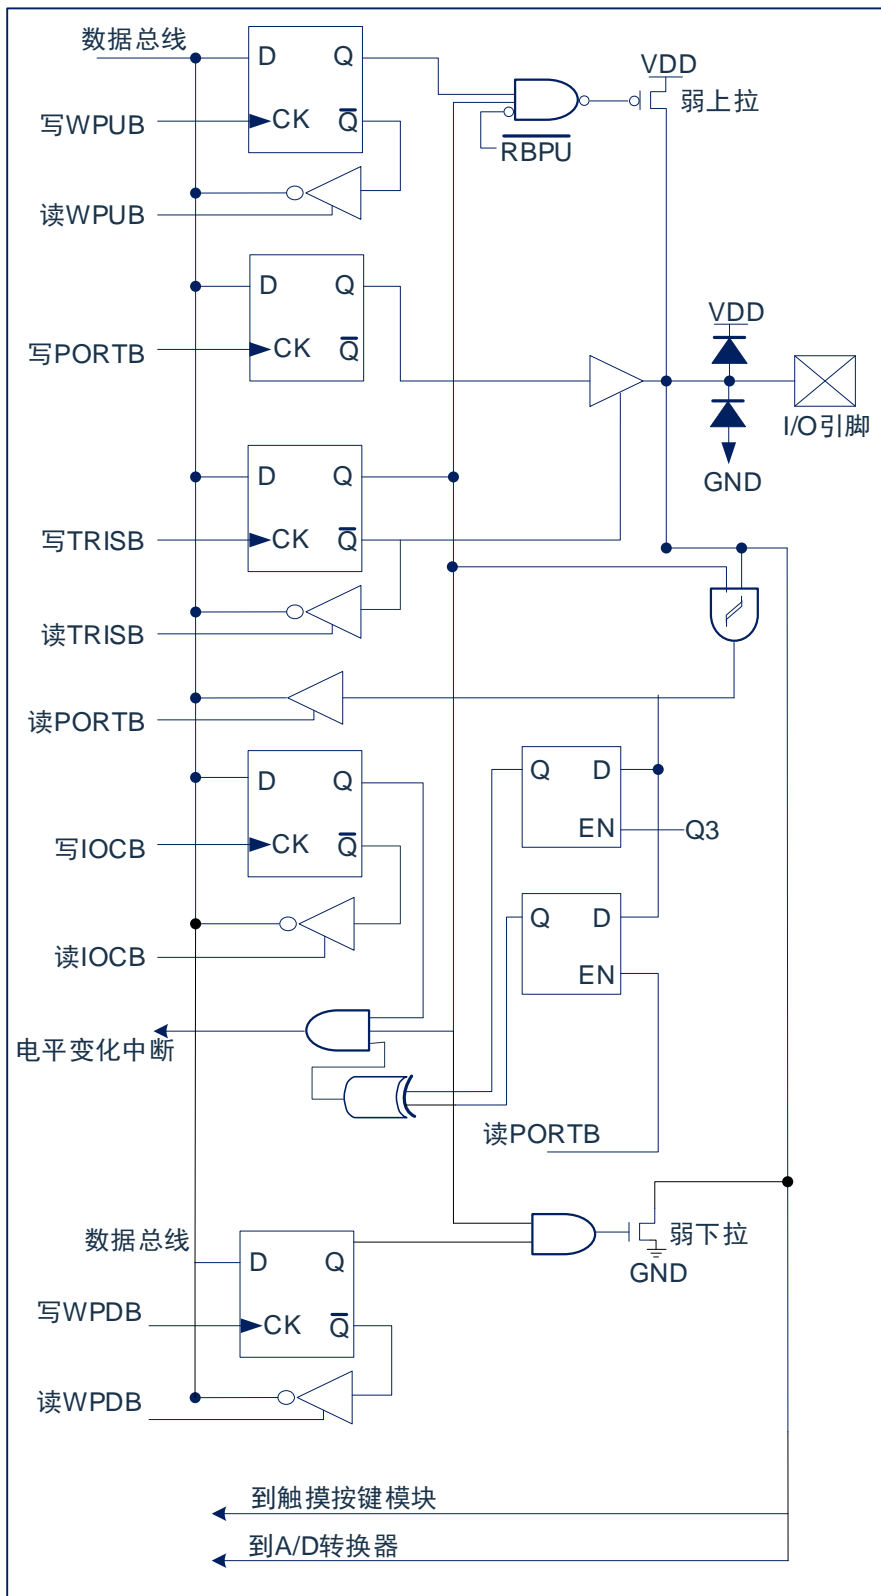 数据总线
D Q
VDD
弱上拉
写WPUB
CK Q̅
R̅B̅P̅U̅
读WPUB
D Q
VDD
写PORTB
CK Q̅
I/O引脚
D Q
GND
写TRISB
CK Q̅
读TRISB
读PORTB
D Q
Q D
写IOCB
CK Q̅
EN
Q3
Q D
读IOCB
EN
电平变化中断
读PORTB
数据总线
弱下拉
D Q
GND
写WPDB
CK Q̅
读WPDB
到触摸按键模块
到A/D转换器